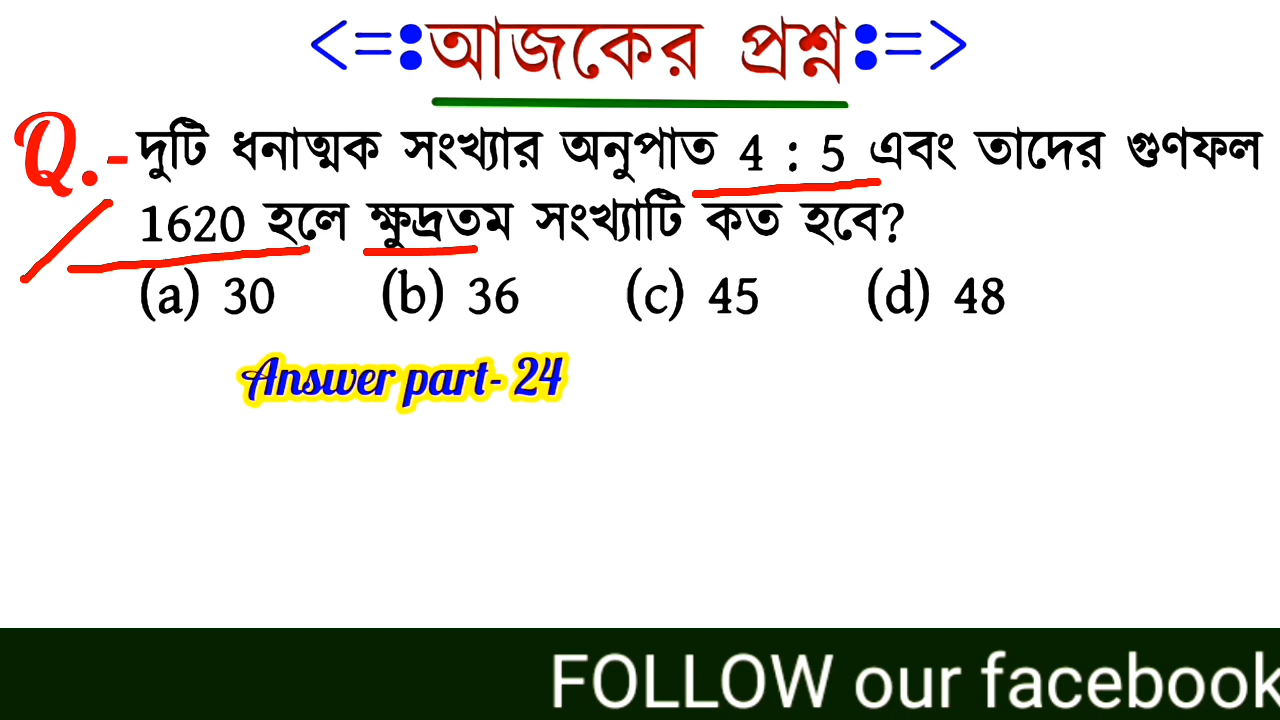 <=:আজকের প্রশ্ন:=>
Q.- দুটি ধনাত্মক সংখ্যার অনুপাত 4 : 5 এবং তাদের গুণফল
1620 হলে ক্ষুদ্রতম সংখ্যাটি কত হবে?
(a) 30 (b) 36 (c) 45 (d) 48
Answer part- 24
FOLLOW our facebook